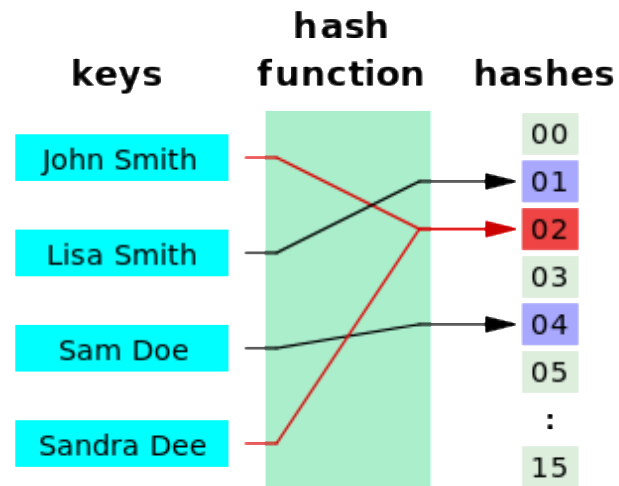 keys
hash
function
hashes
John Smith
Lisa Smith
Sam Doe
Sandra Dee
00
01
02
03
04
05
:
15